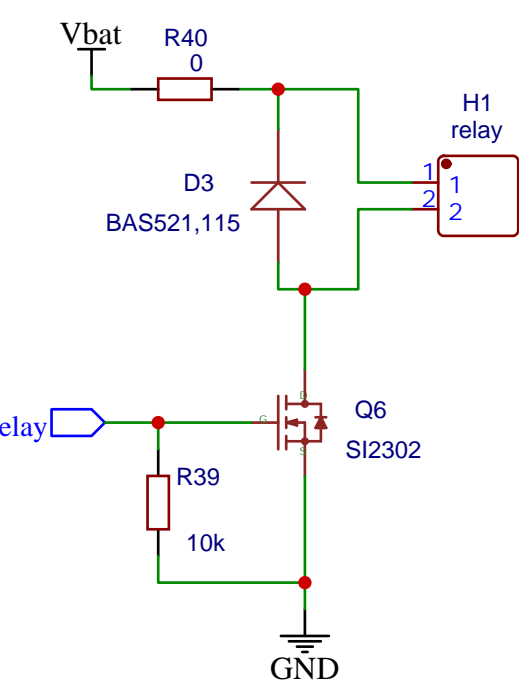 Vbat
R40
0
H1
relay
D3
BAS521,115
1
1
2
2
D
G
S
Q6
SI2302
elay
R39
10k
GND